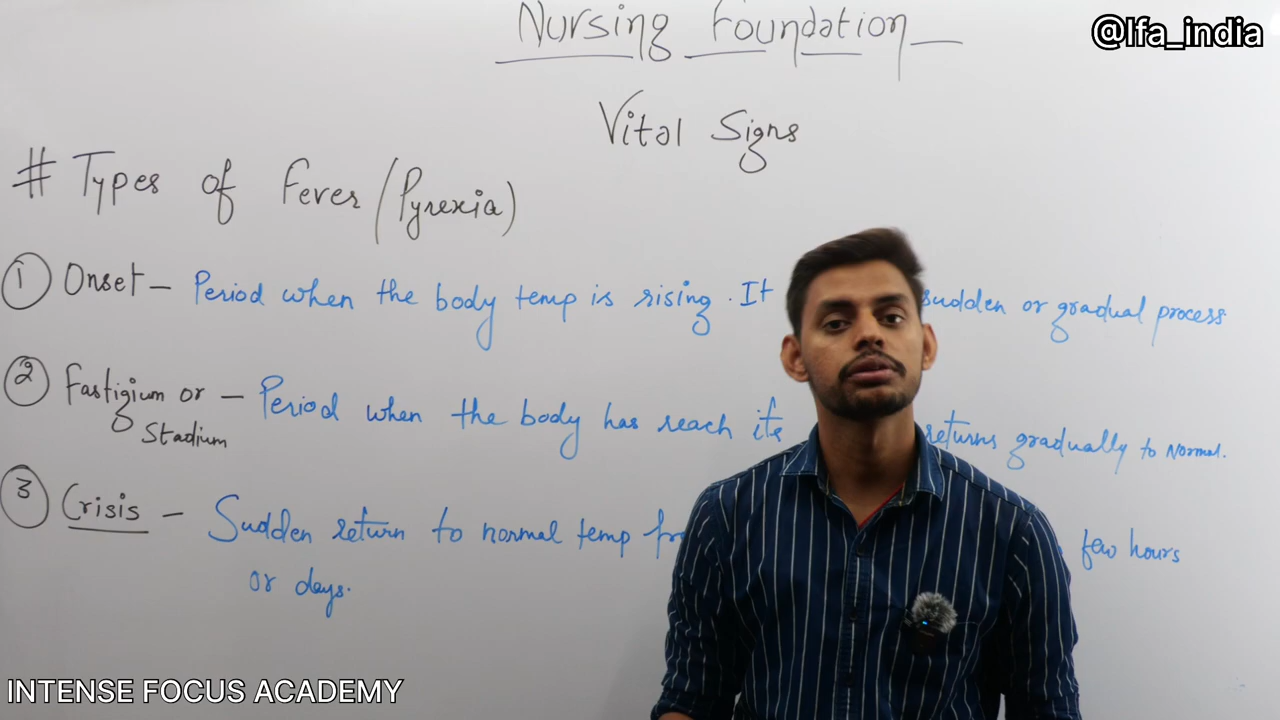 Nursing Foundation
@Ifa_india
Vital Signs
# Types of Fever/(Pyrexia)
① Onset – Period when the body temp is rising. It sudden or gradual process
② Fastigium or – Period when the body has reach its returns gradually to Normal.
Stadium
③ Crisis – Sudden return to normal temp few hours
or days.
INTENSE FOCUS ACADEMY